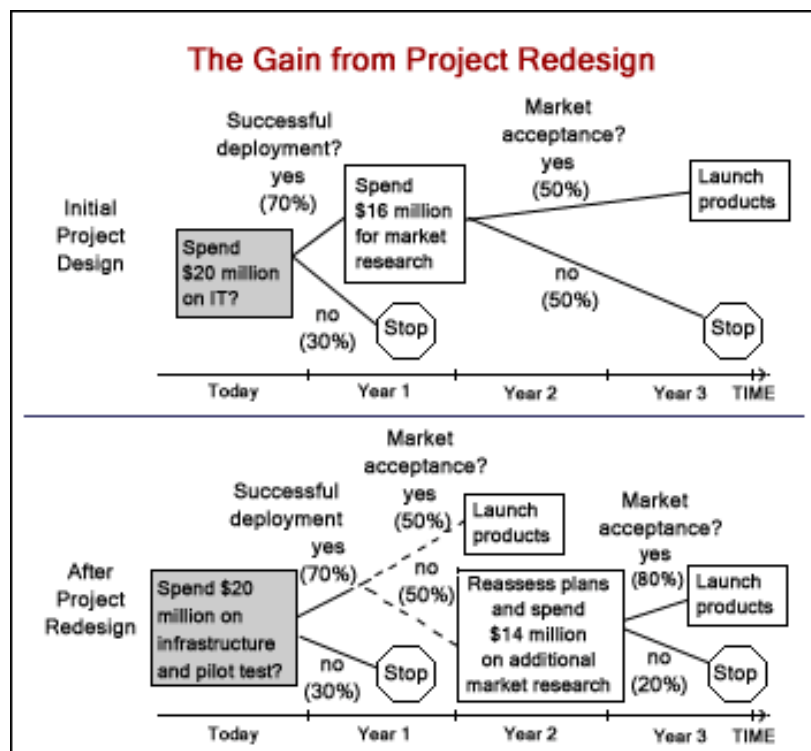 The Gain from Project Redesign
Initial
Project
Design
Spend
$20 million
on IT?
Successful
deployment?
yes
(70%)
no
(30%)
Spend
$16 million
for market
research
Stop
Market
acceptance?
yes
(50%)
no
(50%)
Launch
products
Stop
Today
Year 1
Year 2
Year 3
TIME
After
Project
Redesign
Spend $20
million on
infrastructure
and pilot test?
Successful
deployment
yes
(70%)
no
(30%)
Stop
Market
acceptance?
yes
(50%)
no
(50%)
Launch
products
Reassess plans
and spend
$14 million
on additional
market research
Market
acceptance?
yes
(80%)
no
(20%)
Launch
products
Stop
Today
Year 1
Year 2
Year 3
TIME